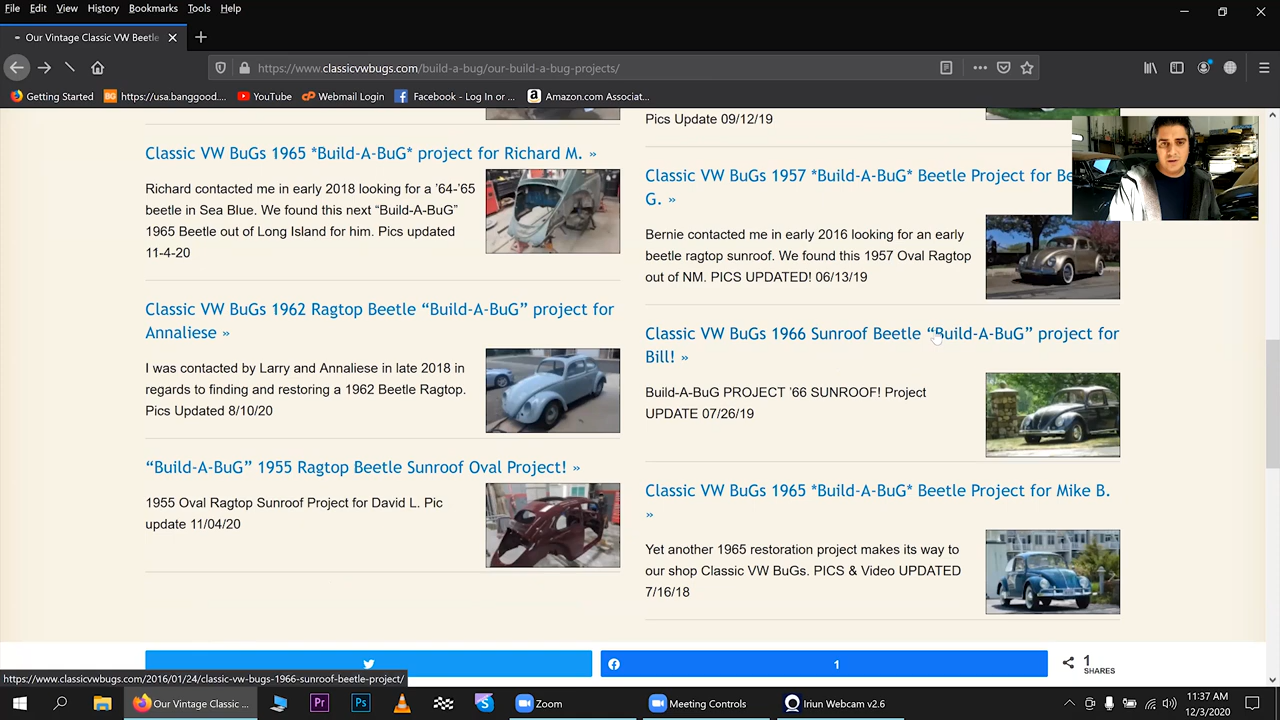 File Edit View History Bookmarks Tools Help
Our Vintage Classic VW Beetle
https://www.classicvwbugs.com/build-a-bug/our-build-a-bug-projects/
Getting Started https://usa.banggood.... YouTube Webmail Login Facebook - Log In or ... Amazon.com Associat...
Classic VW BuGs 1965 *Build-A-BuG* project for Richard M. »
Richard contacted me in early 2018 looking for a ’64-’65
beetle in Sea Blue. We found this next “Build-A-BuG”
1965 Beetle out of Long Island for him. Pics updated
11-4-20
Classic VW BuGs 1962 Ragtop Beetle “Build-A-BuG” project for
Annaliese »
I was contacted by Larry and Annaliese in late 2018 in
regards to finding and restoring a 1962 Beetle Ragtop.
Pics Updated 8/10/20
“Build-A-BuG” 1955 Ragtop Beetle Sunroof Oval Project! »
1955 Oval Ragtop Sunroof Project for David L. Pic
update 11/04/20
Pics Update 09/12/19
Classic VW BuGs 1957 *Build-A-BuG* Beetle Project for Be
G. »
Bernie contacted me in early 2016 looking for an early
beetle ragtop sunroof. We found this 1957 Oval Ragtop
out of NM. PICS UPDATED! 06/13/19
Classic VW BuGs 1966 Sunroof Beetle “Build-A-BuG” project for
Bill! »
Build-A-BuG PROJECT ’66 SUNROOF! Project
UPDATE 07/26/19
Classic VW BuGs 1965 *Build-A-BuG* Beetle Project for Mike B.
»
Yet another 1965 restoration project makes its way to
our shop Classic VW BuGs. PICS & Video UPDATED
7/16/18
1
1
SHARES
https://www.classicvwbugs.com/2016/01/24/classic-vw-bugs-1966-sunroof-beetle-project/
Our Vintage Classic ... Pr Ps Zoom Meeting Controls Iriun Webcam v2.6
11:37 AM
12/3/2020